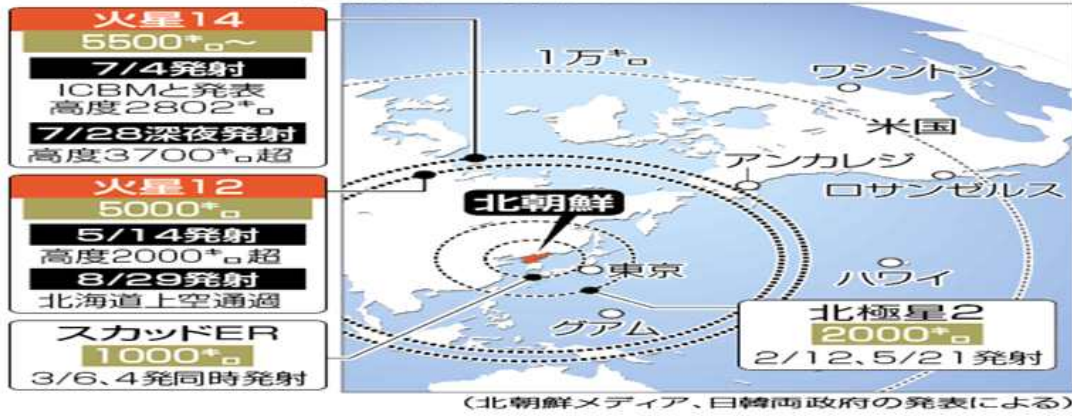 火星14
5500㌔〜
7/4発射
ICBMと発表
高度2802㌔
7/28深夜発射
高度3700㌔超
火星12
5000㌔
5/14発射
高度2000㌔超
8/29発射
北海道上空通過
スカッドER
1000㌔
3/6、4発同時発射
1万㌔
ワシントン
米国
アンカレジ
ロサンゼルス
北朝鮮
東京
ハワイ
グアム
北極星2
2000㌔
2/12、5/21発射
(北朝鮮メディア、日韓両政府の発表による)